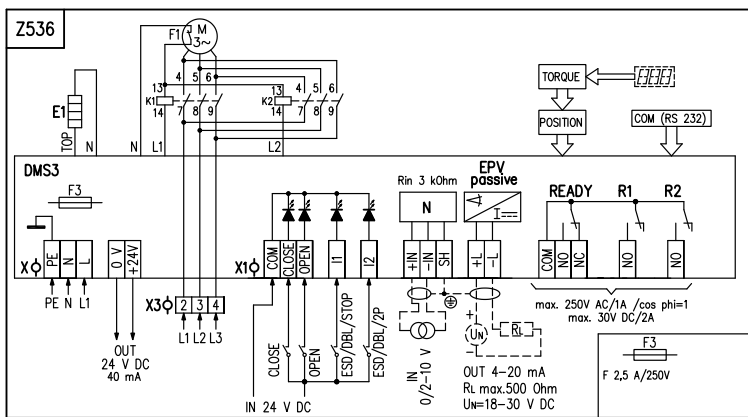 Z536
F1
M
3~
4 5 6
13
K1
14
7 8 9
13
K2
14
4 5 6
7 8 9
E1
TOP
N
N
L1
L2
TORQUE
POSITION
COM (RS 232)
DMS3
F3
Rin 3 kOhm
N
EPV
passive
I
READY
R1
R2
X
PE
N
L
0 V
+24V
X1
COM
CLOSE
OPEN
I1
I2
+IN
-IN
SH
+L
-L
COM
NO
NC
NO
NO
PE N L1
X3
2 3 4
L1 L2 L3
OUT
24 V DC
40 mA
CLOSE
OPEN
ESD/DBL/STOP
ESD/DBL/2P
IN 24 V DC
IN
0/2-10 V
+
UN
-
RL
OUT 4-20 mA
RL max.500 Ohm
UN=18-30 V DC
max. 250V AC/1A /cos phi=1
max. 30V DC/2A
F3
F 2,5 A/250V